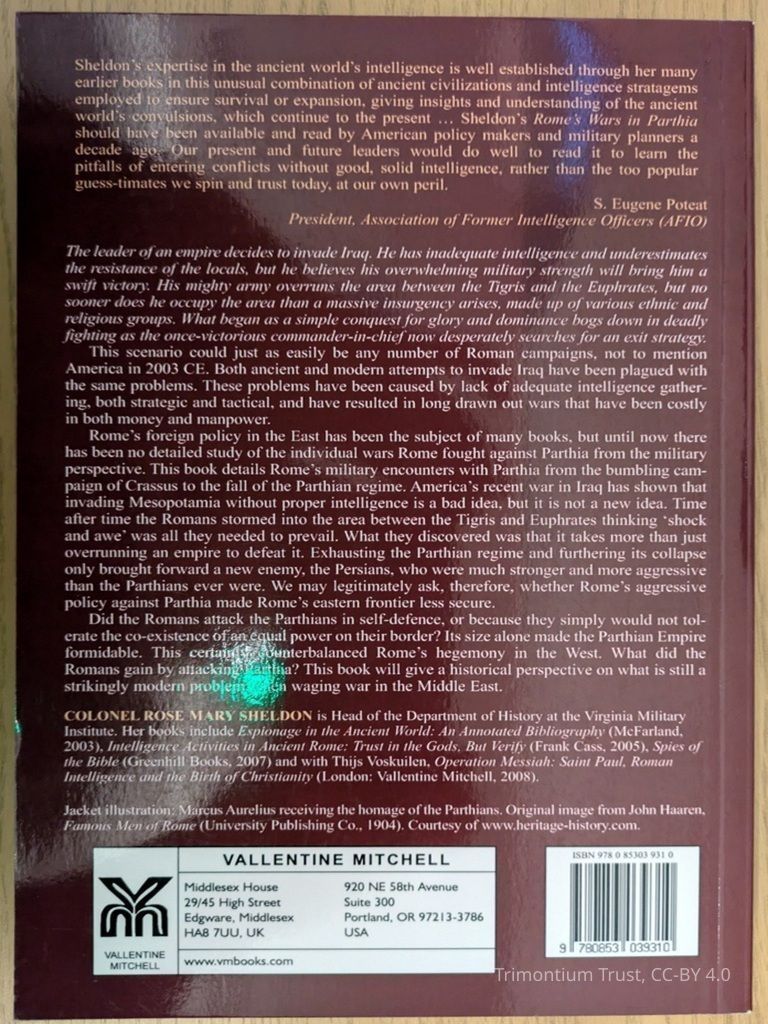 Sheldon's expertise in the ancient world's intelligence is well established through her many
earlier books in this unusual combination of ancient civilizations and intelligence stratagems
employed to ensure survival or expansion, giving insights and understanding of the ancient
world's convulsions, which continue to the present ... Sheldon's Rome's Wars in Parthia
should have been available and read by American policy makers and military planners a
decade ago. Our present and future leaders would do well to read it to learn the
pitfalls of entering conflicts without good, solid intelligence, rather than the too popular
guess-timates we spin and trust today, at our own peril.
S. Eugene Poteat
President, Association of Former Intelligence Officers (AFIO)
The leader of an empire decides to invade Iraq. He has inadequate intelligence and underestimates
the resistance of the locals, but he believes his overwhelming military strength will bring him a
swift victory. His mighty army overruns the area between the Tigris and the Euphrates, but no
sooner does he occupy the area than a massive insurgency arises, made up of various ethnic and
religious groups. What began as a simple conquest for glory and dominance bogs down in deadly
fighting as the once-victorious commander-in-chief now desperately searches for an exit strategy.
This scenario could just as easily be any number of Roman campaigns, not to mention
America in 2003 CE. Both ancient and modern attempts to invade Iraq have been plagued with
the same problems. These problems have been caused by lack of adequate intelligence gather-
ing, both strategic and tactical, and have resulted in long drawn out wars that have been costly
in both money and manpower.
Rome's foreign policy in the East has been the subject of many books, but until now there
has been no detailed study of the individual wars Rome fought against Parthia from the military
perspective. This book details Rome's military encounters with Parthia from the bumbling cam-
paign of Crassus to the fall of the Parthian regime. America's recent war in Iraq has shown that
invading Mesopotamia without proper intelligence is a bad idea, but it is not a new idea. Time
after time the Romans stormed into the area between the Tigris and Euphrates thinking 'shock
and awe' was all they needed to prevail. What they discovered was that it takes more than just
overrunning an empire to defeat it. Exhausting the Parthian regime and furthering its collapse
only brought forward a new enemy, the Persians, who were much stronger and more aggressive
than the Parthians ever were. We may legitimately ask, therefore, whether Rome's aggressive
policy against Parthia made Rome's eastern frontier less secure.
Did the Romans attack the Parthians in self-defence, or because they simply would not tol-
erate the co-existence of an equal power on their border? Its size alone made the Parthian Empire
formidable. This certainly counterbalanced Rome's hegemony in the West. What did the
Romans gain by attacking Parthia? This book will give a historical perspective on what is still a
strikingly modern problem waging war in the Middle East.
COLONEL ROSE MARY SHELDON is Head of the Department of History at the Virginia Military
Institute. Her books include Espionage in the Ancient World: An Annotated Bibliography (McFarland,
2003), Intelligence Activities in Ancient Rome: Trust in the Gods, But Verify (Frank Cass, 2005), Spies of
the Bible (Greenhill Books, 2007) and with Thijs Voskuilen, Operation Messiah: Saint Paul, Roman
Intelligence and the Birth of Christianity (London: Vallentine Mitchell, 2008).
Jacket illustration: Marcus Aurelius receiving the homage of the Parthians. Original image from John Haaren,
Famous Men of Rome (University Publishing Co., 1904). Courtesy of www.heritage-history.com.
VALLENTINE MITCHELL
Middlesex House
29/45 High Street
Edgware, Middlesex
HA8 7UU, UK
920 NE 58th Avenue
Suite 300
Portland, OR 97213-3786
USA
VALLENTINE
MITCHELL
www.vmbooks.com
ISBN 978 0 85303 931 0
9 780853 039310
Trimontium Trust, CC-BY 4.0